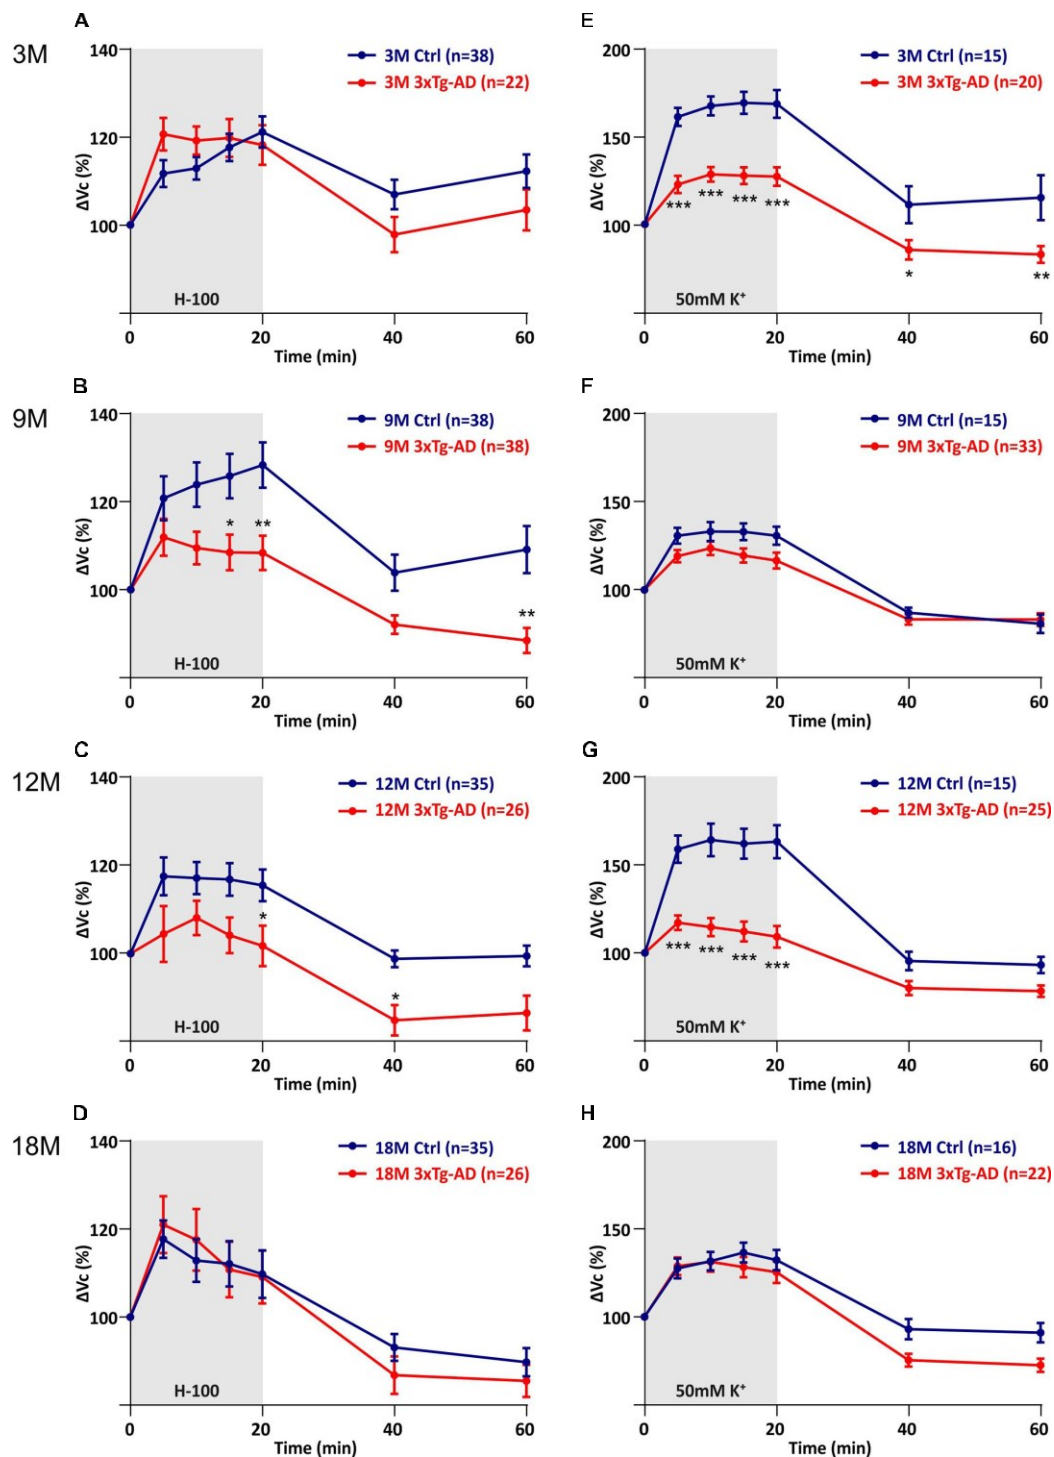 A
3M
140
120
100
ΔVc (%)
3M Ctrl (n=38)
3M 3xTg-AD (n=22)
H-100
0 20 40 60
Time (min)
E
200
150
100
ΔVc (%)
3M Ctrl (n=15)
3M 3xTg-AD (n=20)
*** *** *** ***
* **
50mM K⁺
0 20 40 60
Time (min)
B
9M
140
120
100
ΔVc (%)
9M Ctrl (n=38)
9M 3xTg-AD (n=38)
* **
**
H-100
0 20 40 60
Time (min)
F
200
150
100
ΔVc (%)
9M Ctrl (n=15)
9M 3xTg-AD (n=33)
50mM K⁺
0 20 40 60
Time (min)
C
12M
140
120
100
ΔVc (%)
12M Ctrl (n=35)
12M 3xTg-AD (n=26)
*
*
H-100
0 20 40 60
Time (min)
G
200
150
100
ΔVc (%)
12M Ctrl (n=15)
12M 3xTg-AD (n=25)
*** *** *** ***
50mM K⁺
0 20 40 60
Time (min)
D
18M
140
120
100
ΔVc (%)
18M Ctrl (n=35)
18M 3xTg-AD (n=26)
H-100
0 20 40 60
Time (min)
H
200
150
100
ΔVc (%)
18M Ctrl (n=16)
18M 3xTg-AD (n=22)
50mM K⁺
0 20 40 60
Time (min)